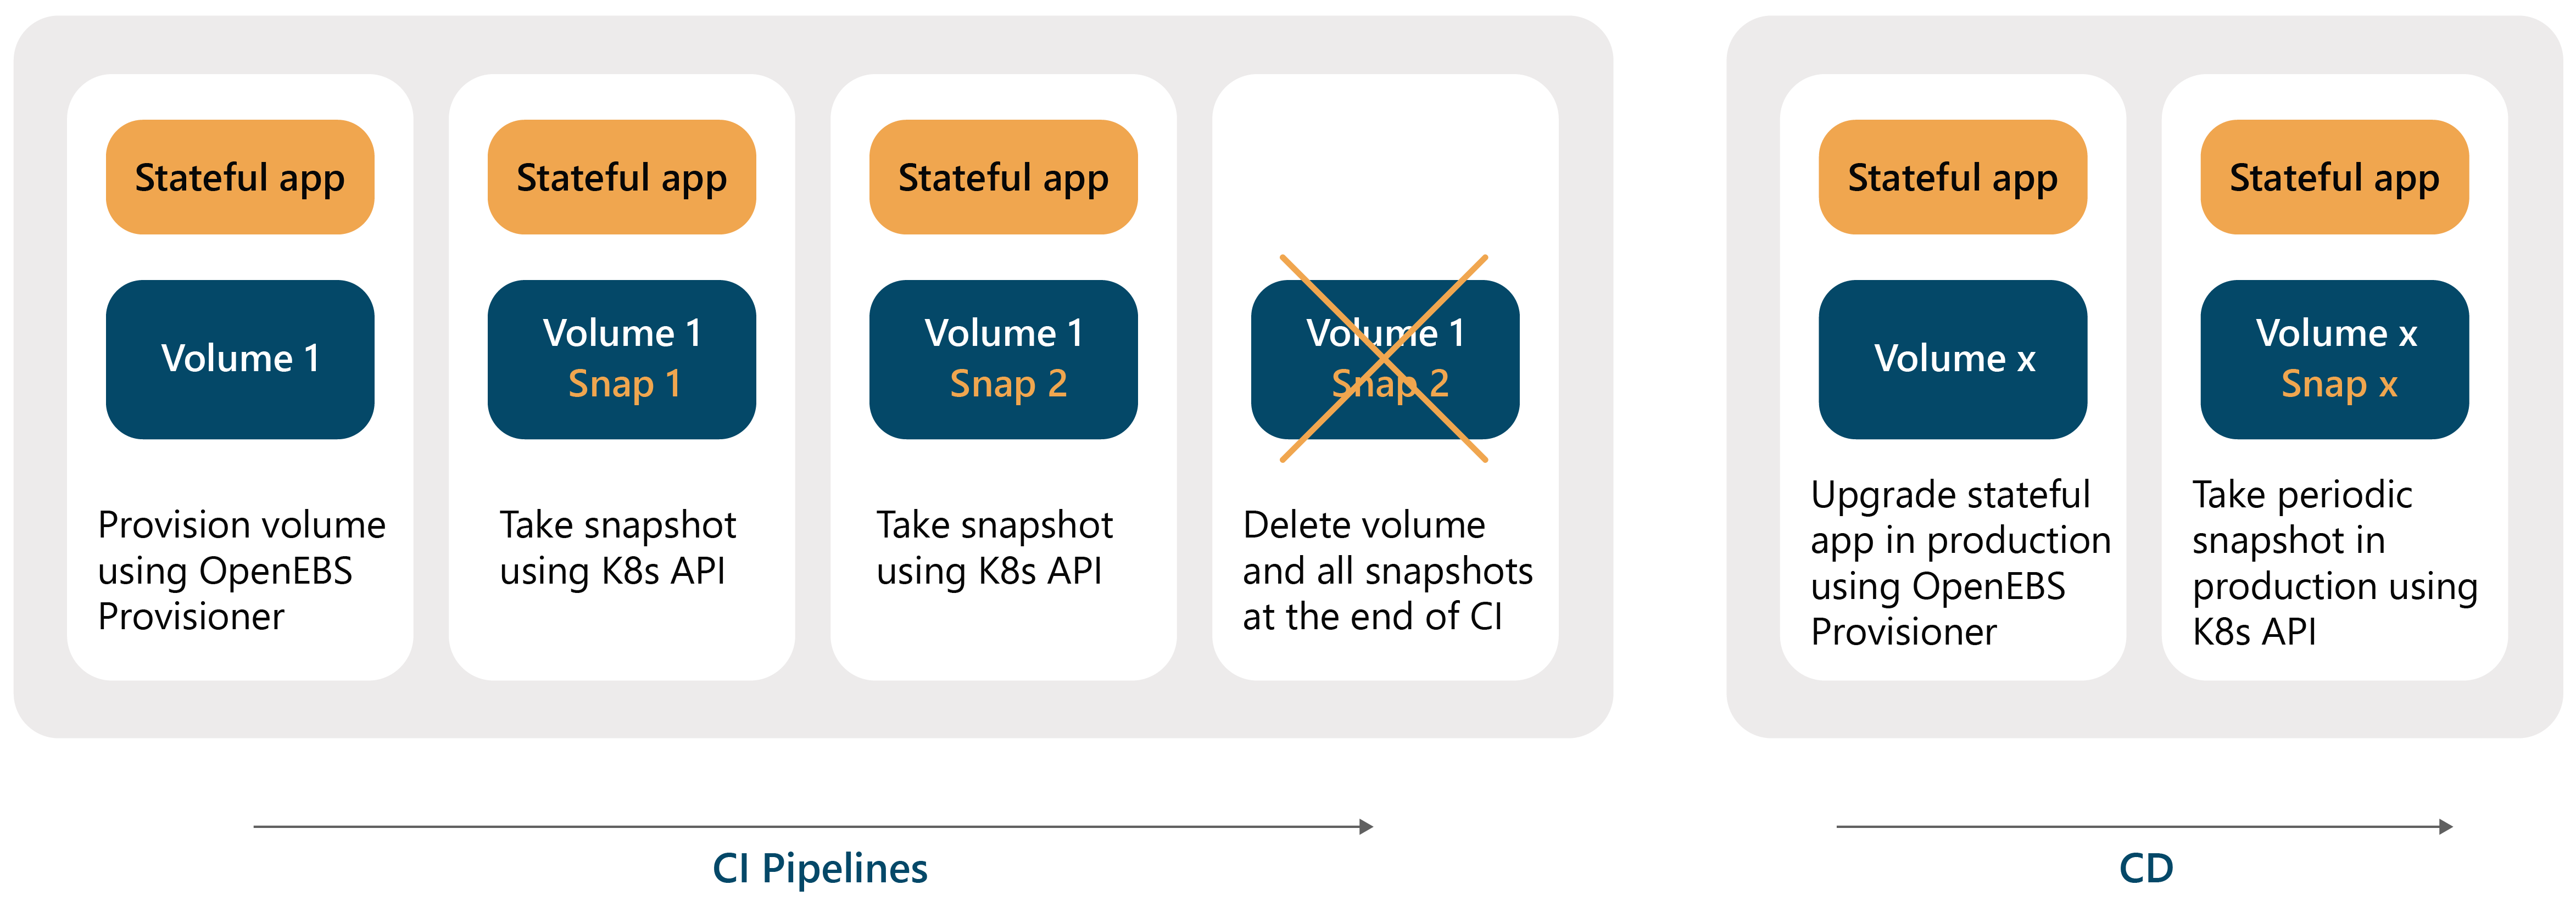 Stateful app
Volume 1
Provision volume
using OpenEBS
Provisioner
Stateful app
Volume 1
Snap 1
Take snapshot
using K8s API
Stateful app
Volume 1
Snap 2
Take snapshot
using K8s API
Volume 1
Snap 2
Delete volume
and all snapshots
at the end of CI
CI Pipelines
Stateful app
Volume x
Upgrade stateful
app in production
using OpenEBS
Provisioner
Stateful app
Volume x
Snap x
Take periodic
snapshot in
production using
K8s API
CD